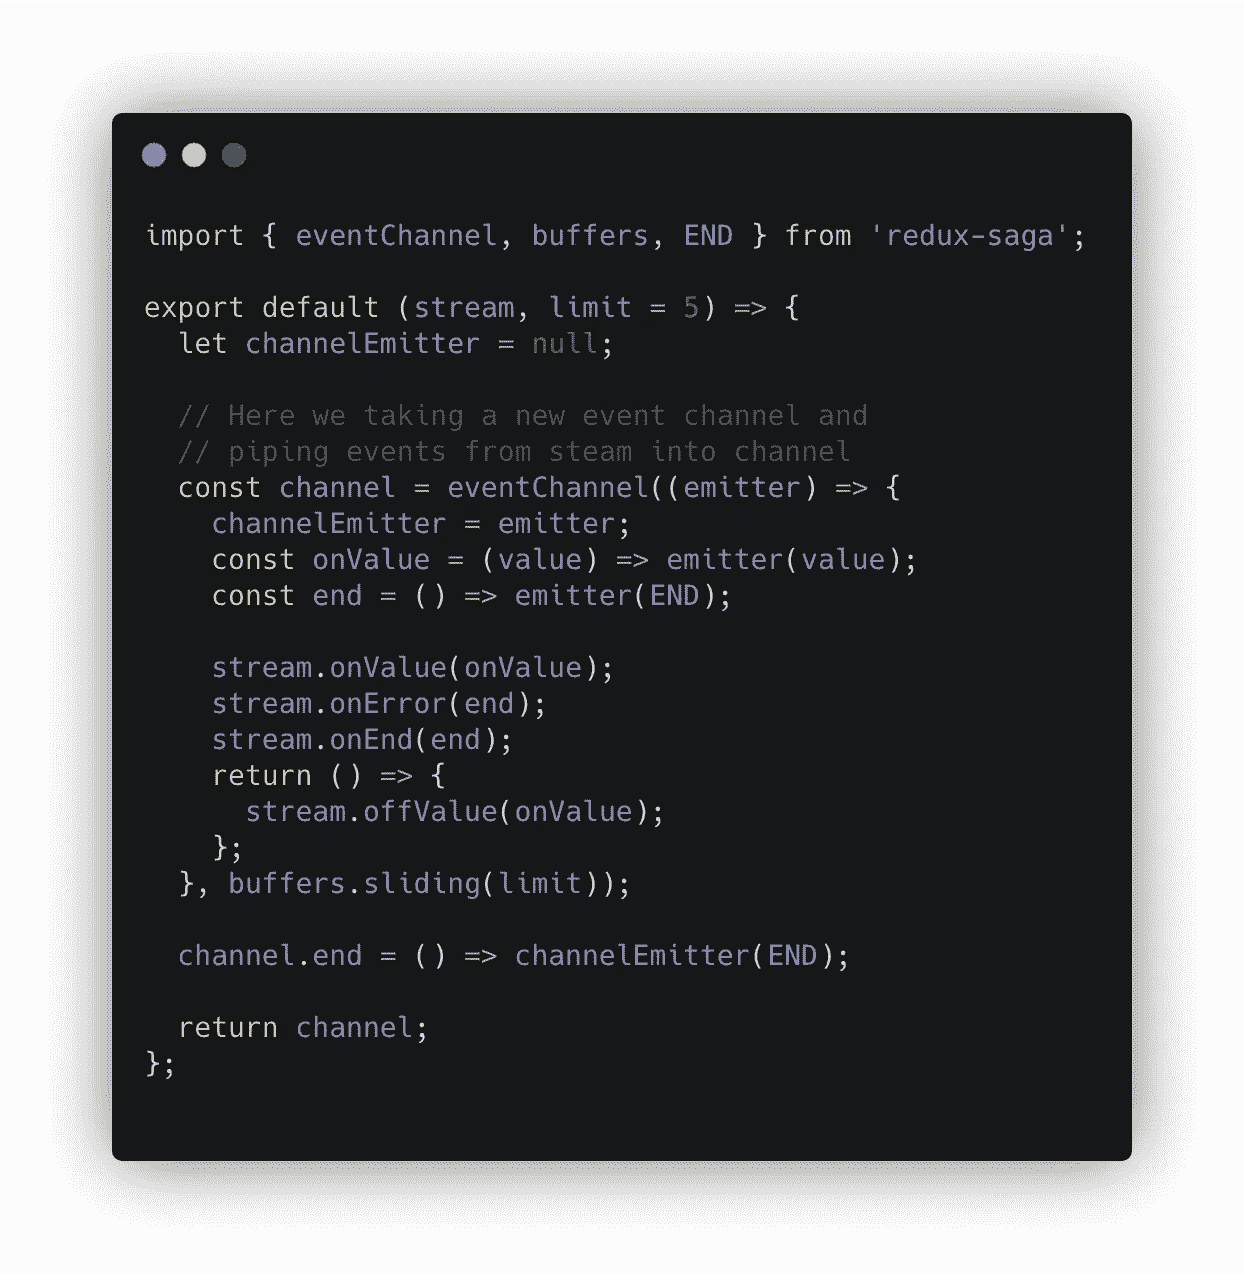 import { eventChannel, buffers, END } from 'redux-saga';

export default (stream, limit = 5) => {
  let channelEmitter = null;

  // Here we taking a new event channel and
  // piping events from steam into channel
  const channel = eventChannel((emitter) => {
    channelEmitter = emitter;
    const onValue = (value) => emitter(value);
    const end = () => emitter(END);

    stream.onValue(onValue);
    stream.onError(end);
    stream.onEnd(end);
    return () => {
      stream.offValue(onValue);
    };
  }, buffers.sliding(limit));

  channel.end = () => channelEmitter(END);

  return channel;
};